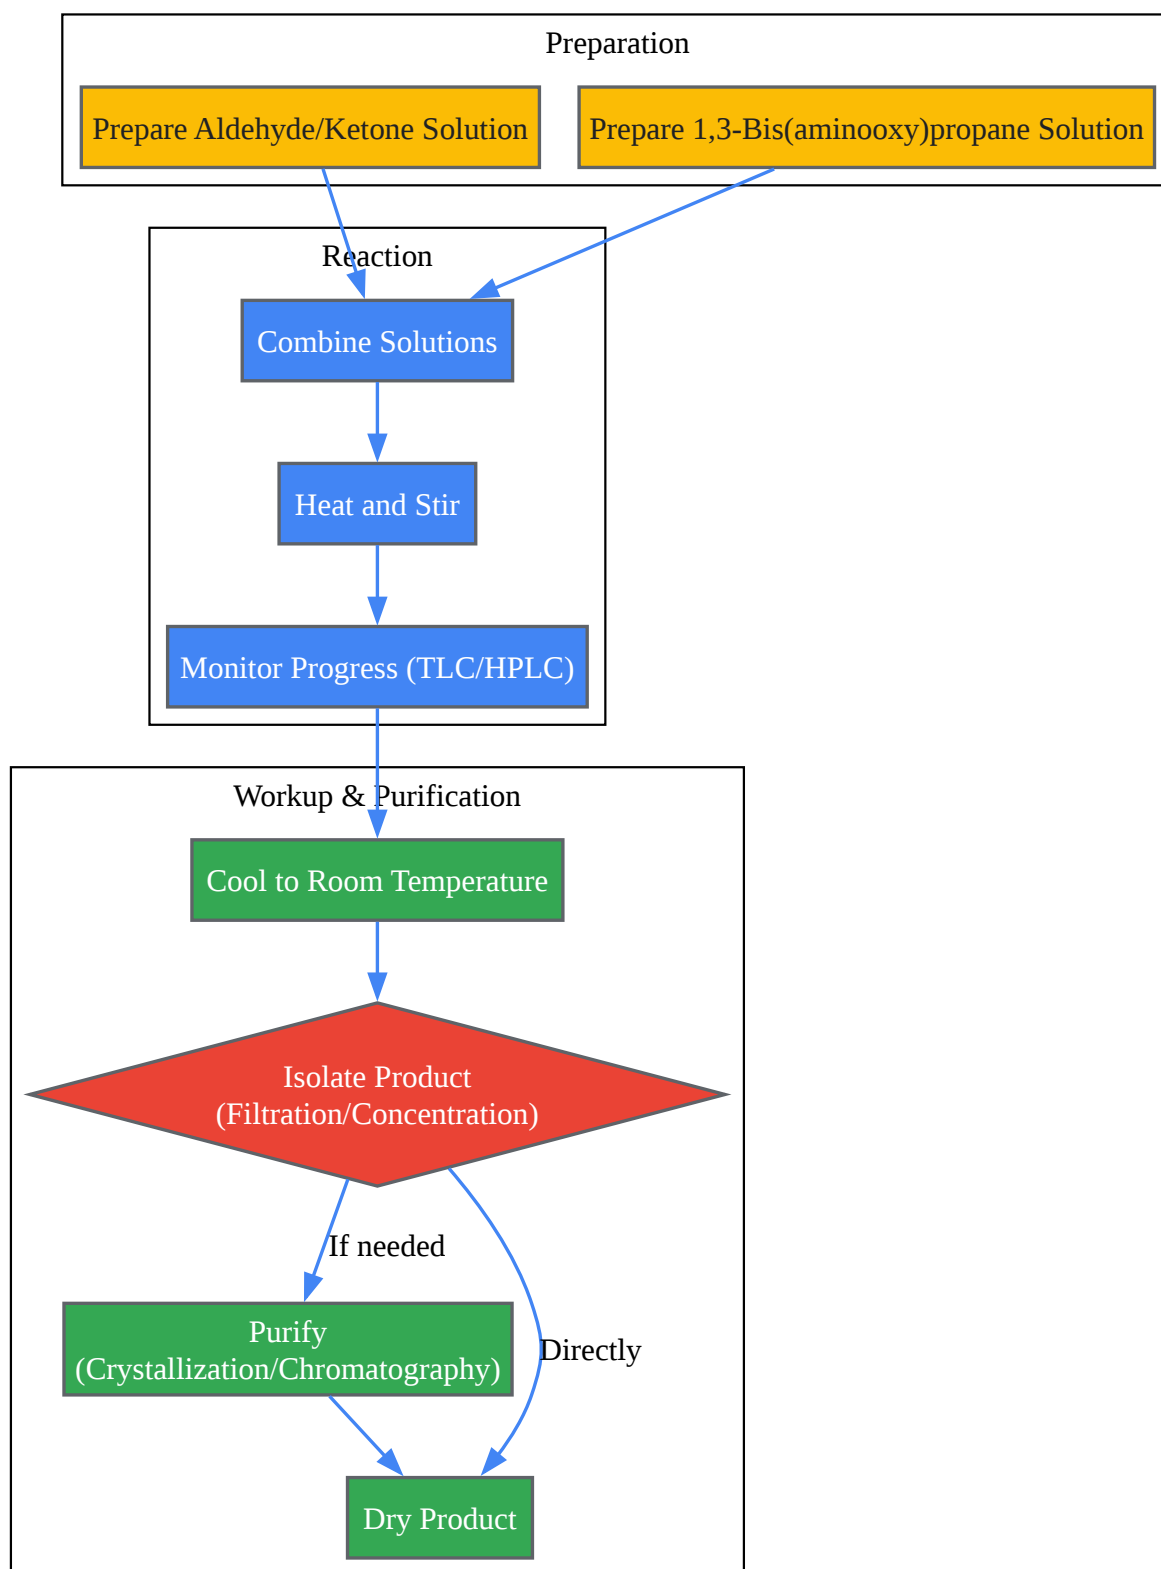 Preparation
Prepare Aldehyde/Ketone Solution
Prepare 1,3-Bis(aminooxy)propane Solution
Reaction
Combine Solutions
Heat and Stir
Monitor Progress (TLC/HPLC)
Workup & Purification
Cool to Room Temperature
Isolate Product
(Filtration/Concentration)
If needed
Purify
(Crystallization/Chromatography)
Directly
Dry Product